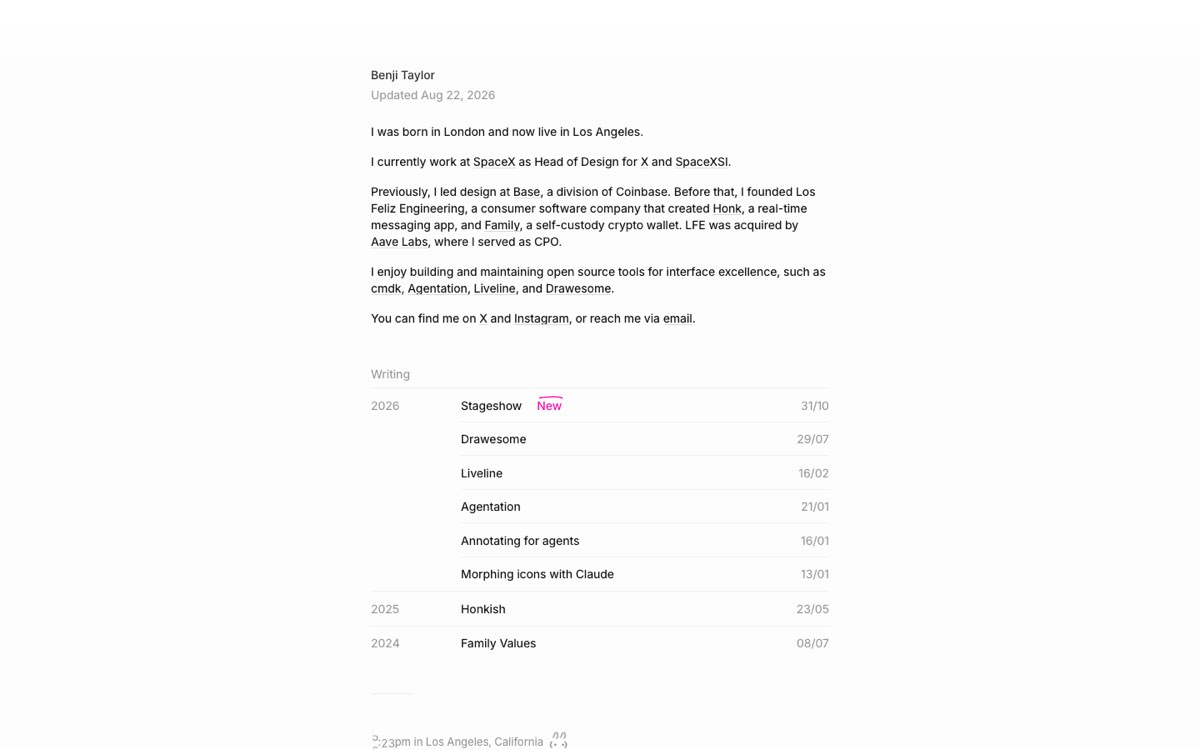 Benji Taylor
Updated Aug 22, 2026
I was born in London and now live in Los Angeles.
I currently work at SpaceX as Head of Design for X and SpaceXSI.
Previously, I led design at Base, a division of Coinbase. Before that, I founded Los
Feliz Engineering, a consumer software company that created Honk, a real-time
messaging app, and Family, a self-custody crypto wallet. LFE was acquired by
Aave Labs, where I served as CPO.
I enjoy building and maintaining open source tools for interface excellence, such as
cmdk, Agentation, Liveline, and Drawesome.
You can find me on X and Instagram, or reach me via email.
Writing
2026 Stageshow New 31/10
Drawesome 29/07
Liveline 16/02
Agentation 21/01
Annotating for agents 16/01
Morphing icons with Claude 13/01
2025 Honkish 23/05
2024 Family Values 08/07
:23pm in Los Angeles, California